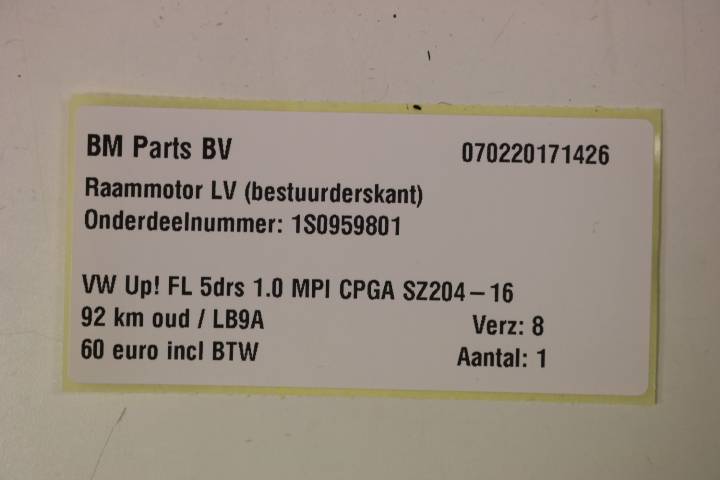 BM Parts BV 070220171426
Raammotor LV (bestuurderskant)
Onderdeelnummer: 1S0959801
VW Up! FL 5drs 1.0 MPI CPGA SZ204-16
92 km oud / LB9A Verz: 8
60 euro incl BTW Aantal: 1